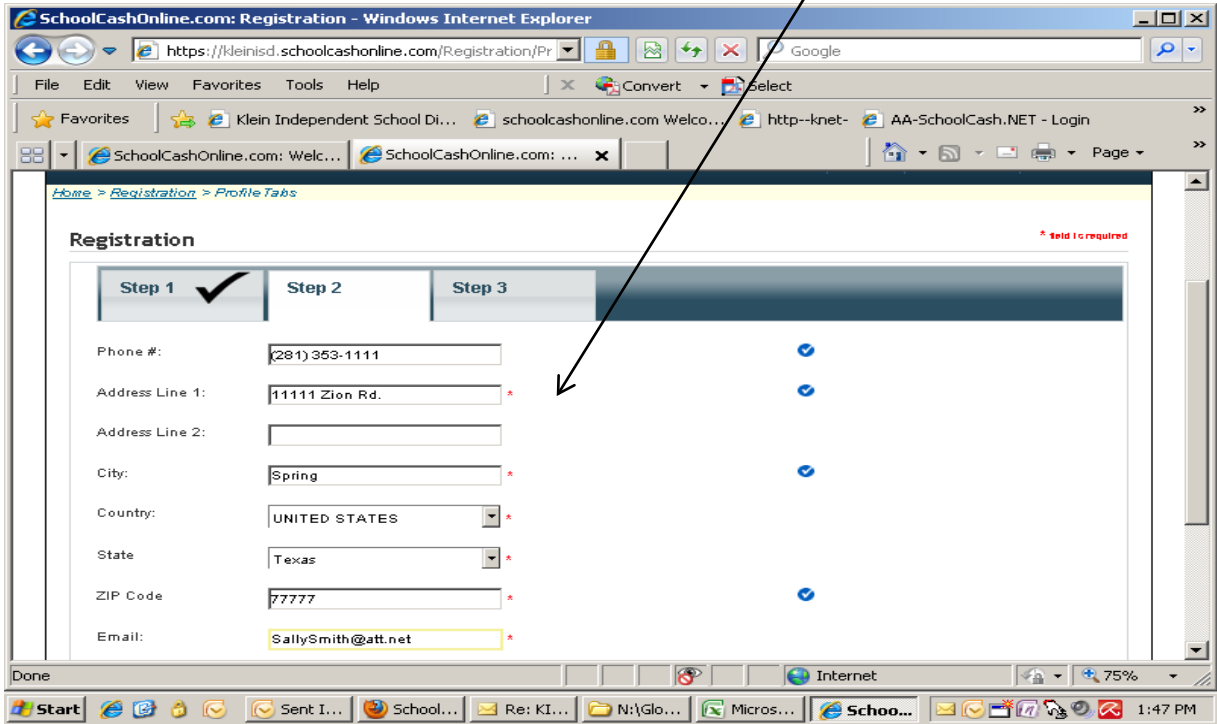 SchoolCashOnline.com: Registration - Windows Internet Explorer
https://kleinisd.schoolcashonline.com/Registration/Pr
Google
File Edit View Favorites Tools Help
Convert Select
Favorites Klein Independent School Di... schoolcashonline.com Welco... http--knet- AA-SchoolCash.NET - Login
SchoolCashOnline.com: Welc... SchoolCashOnline.com: ... Page
Home > Registration > Profile Tabs
Registration
* field is required
Step 1 Step 2 Step 3
Phone #: (281) 353-1111
Address Line 1: 11111 Zion Rd. *
Address Line 2:
City: Spring *
Country: UNITED STATES *
State Texas *
ZIP Code 77777 *
Email: SallySmith@att.net *
Done Internet 75%
Start Sent I... School... Re: KI... N:\Glo... Micros... Schoo... 1:47 PM